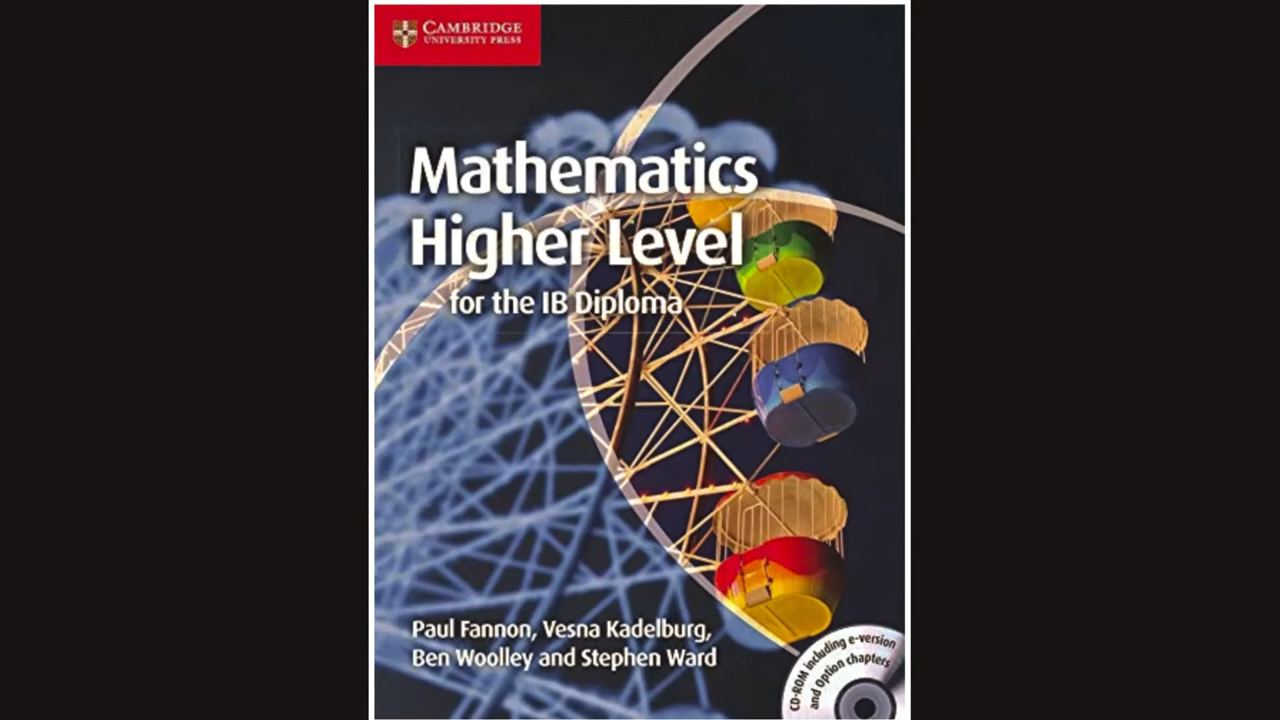 CAMBRIDGE
UNIVERSITY PRESS
Mathematics
Higher Level
for the IB Diploma
Paul Fannon, Vesna Kadelburg,
Ben Woolley and Stephen Ward
CD-ROM including e-version
and Option chapters